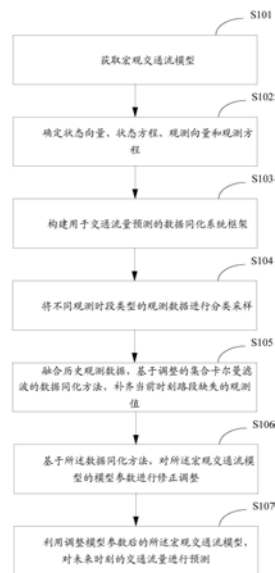 S101
获取宏观交通流模型
S102
确定状态向量、状态方程、观测向量和观测方
程
S103
构建用于交通流量预测的数据同化系统框架
S104
将不同观测时段类型的观测数据进行分类采样
S105
融合历史观测数据，基于调整的集合卡尔曼滤
波的数据同化方法，补齐当前时刻路段缺失的观测
值
S106
基于所述数据同化方法，对所述宏观交通流模
型的模型参数进行修正调整
S107
利用调整模型参数后的所述宏观交通流模型，
对未来时刻的交通流量进行预测